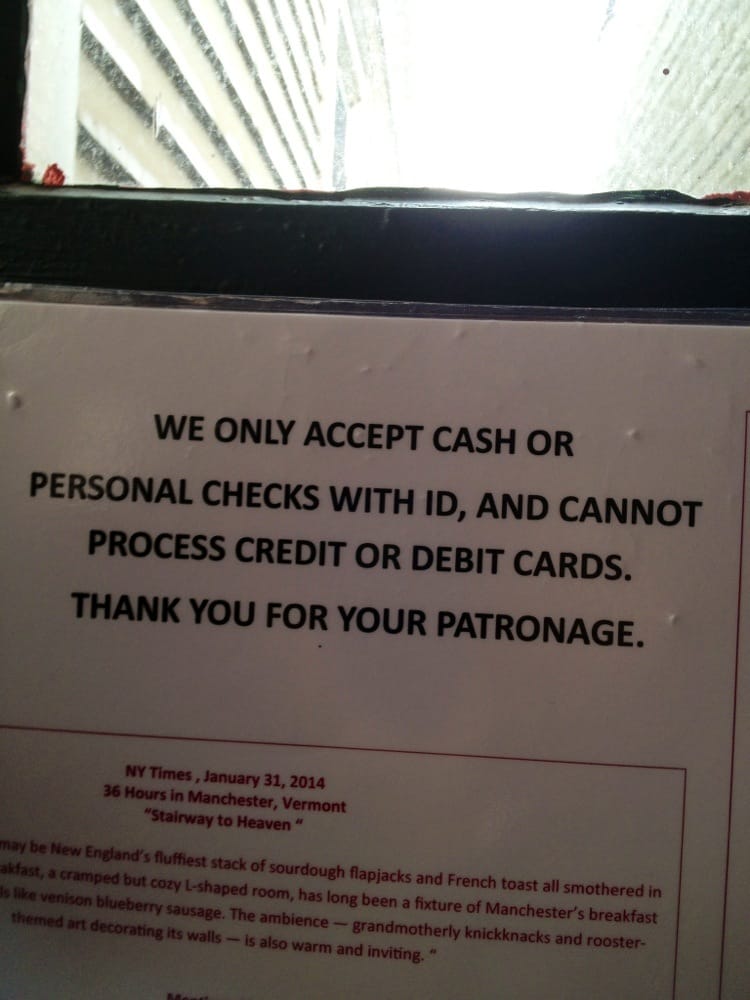 WE ONLY ACCEPT CASH OR
PERSONAL CHECKS WITH ID, AND CANNOT
PROCESS CREDIT OR DEBIT CARDS.
THANK YOU FOR YOUR PATRONAGE.
NY Times , January 31, 2014
36 Hours in Manchester, Vermont
“Stairway to Heaven “
may be New England’s fluffiest stack of sourdough flapjacks and French toast all smothered in
akfast, a cramped but cozy L-shaped room, has long been a fixture of Manchester’s breakfast
ls like venison blueberry sausage. The ambience — grandmotherly knickknacks and rooster-
themed art decorating its walls — is also warm and inviting. “